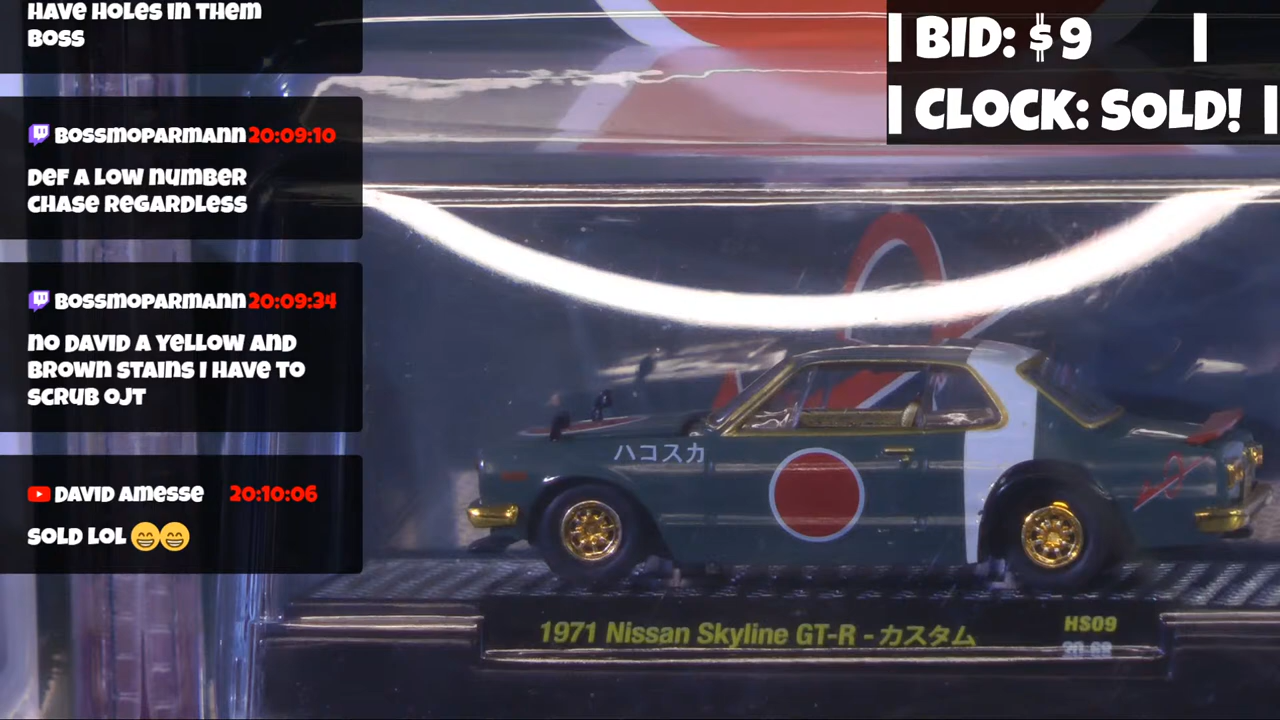 HAVE HOLES IN THEM
BOSS
BOSSMOPARMANN 20:09:10
DEF A LOW NUMBER
CHASE REGARDLESS
BOSSMOPARMANN 20:09:34
NO DAVID A YELLOW AND
BROWN STAINS I HAVE TO
SCRUB OJT
DAVID AMESSE 20:10:06
SOLD LOL 😁😁
| BID: $9 |
| CLOCK: SOLD! |
ハコスカ
1971 Nissan Skyline GT-R - カスタム
HS09